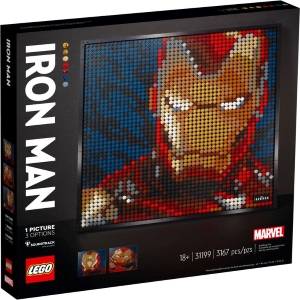 IRON MAN
1 PICTURE
3 OPTIONS
SOUNDTRACK
LEGO
18+
31199
3167 pcs/pzs
MARVEL